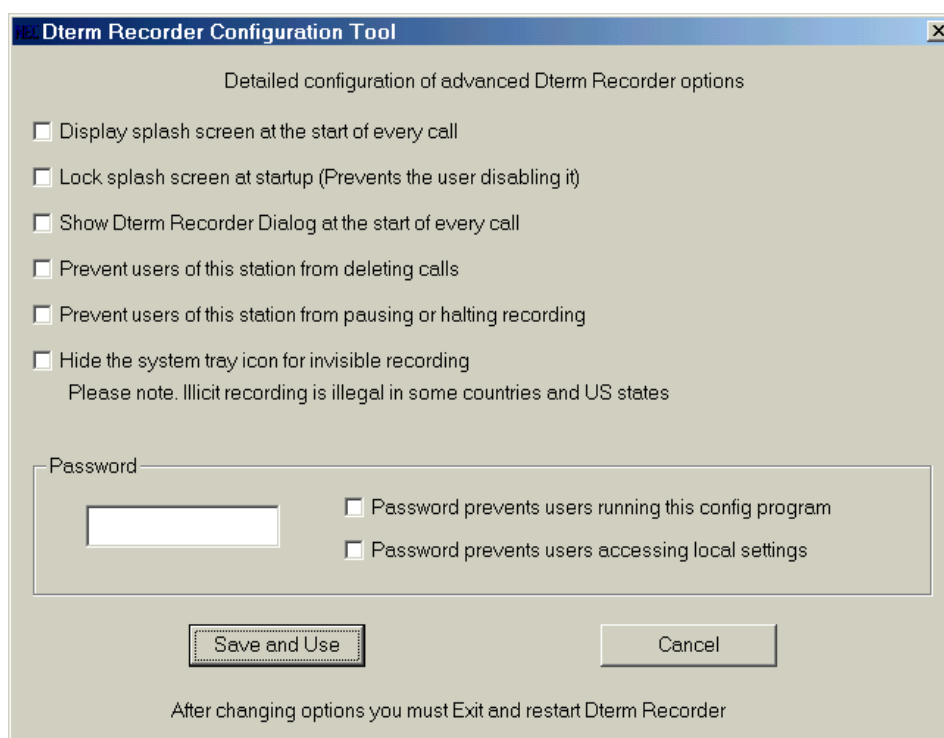 NEC Dterm Recorder Configuration Tool
Detailed configuration of advanced Dterm Recorder options
Display splash screen at the start of every call
Lock splash screen at startup (Prevents the user disabling it)
Show Dterm Recorder Dialog at the start of every call
Prevent users of this station from deleting calls
Prevent users of this station from pausing or halting recording
Hide the system tray icon for invisible recording
Please note. Illicit recording is illegal in some countries and US states
Password
Password prevents users running this config program
Password prevents users accessing local settings
Save and Use
Cancel
After changing options you must Exit and restart Dterm Recorder